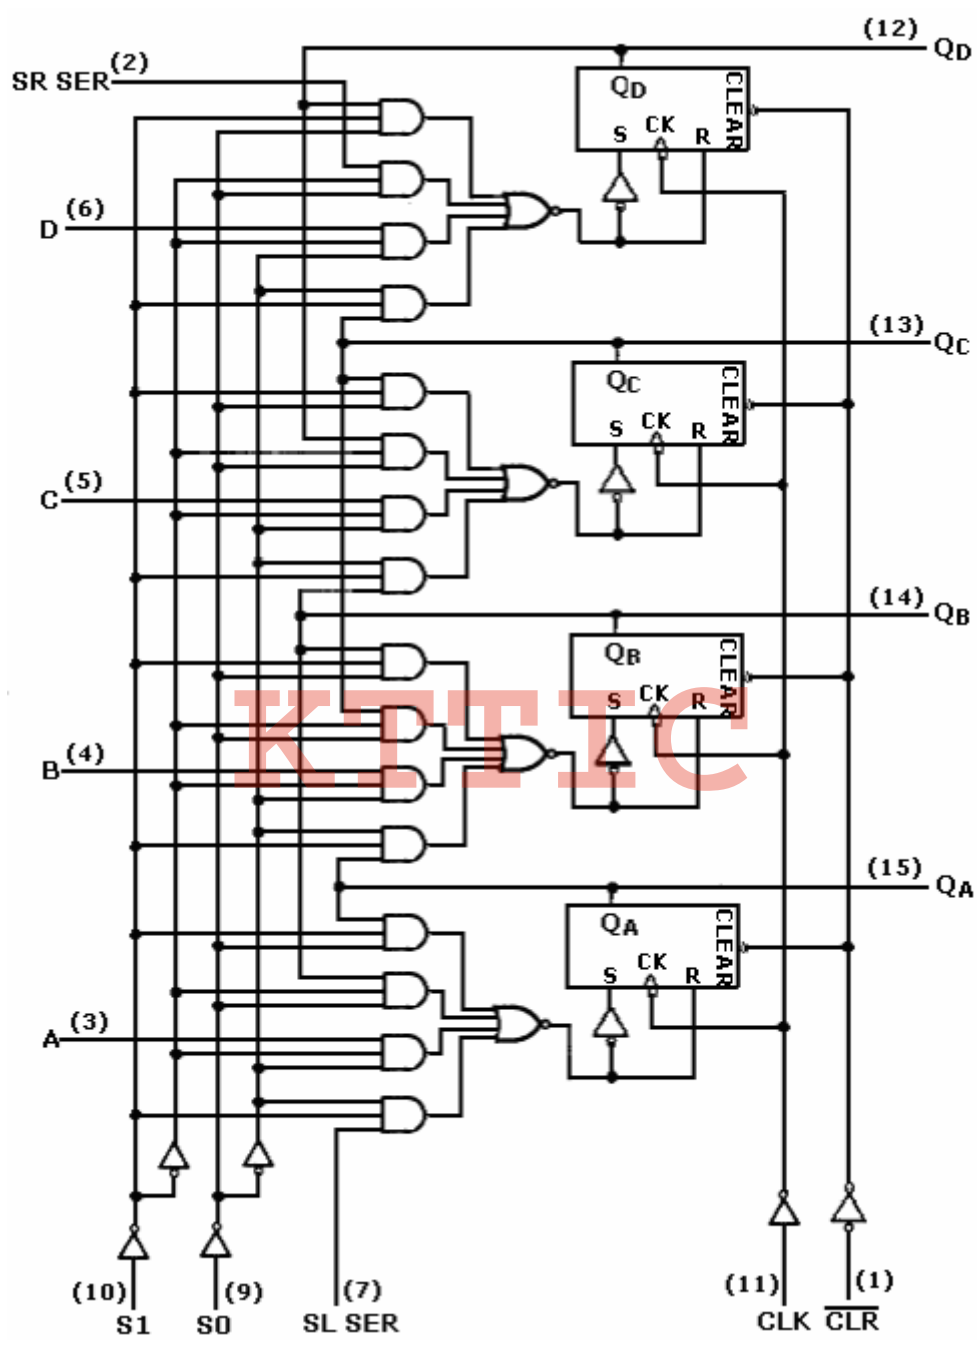 (12)
QD
SR SER (2)
QD
CLEAR
S CK R
D (6)
(13)
QC
QC
CLEAR
S CK R
C (5)
(14)
QB
QB
CLEAR
S CK R
KTTIC
B (4)
(15)
QA
QA
CLEAR
S CK R
A (3)
(10) (9) (7) (11) (1)
S1 S0 SL SER CLK CLR